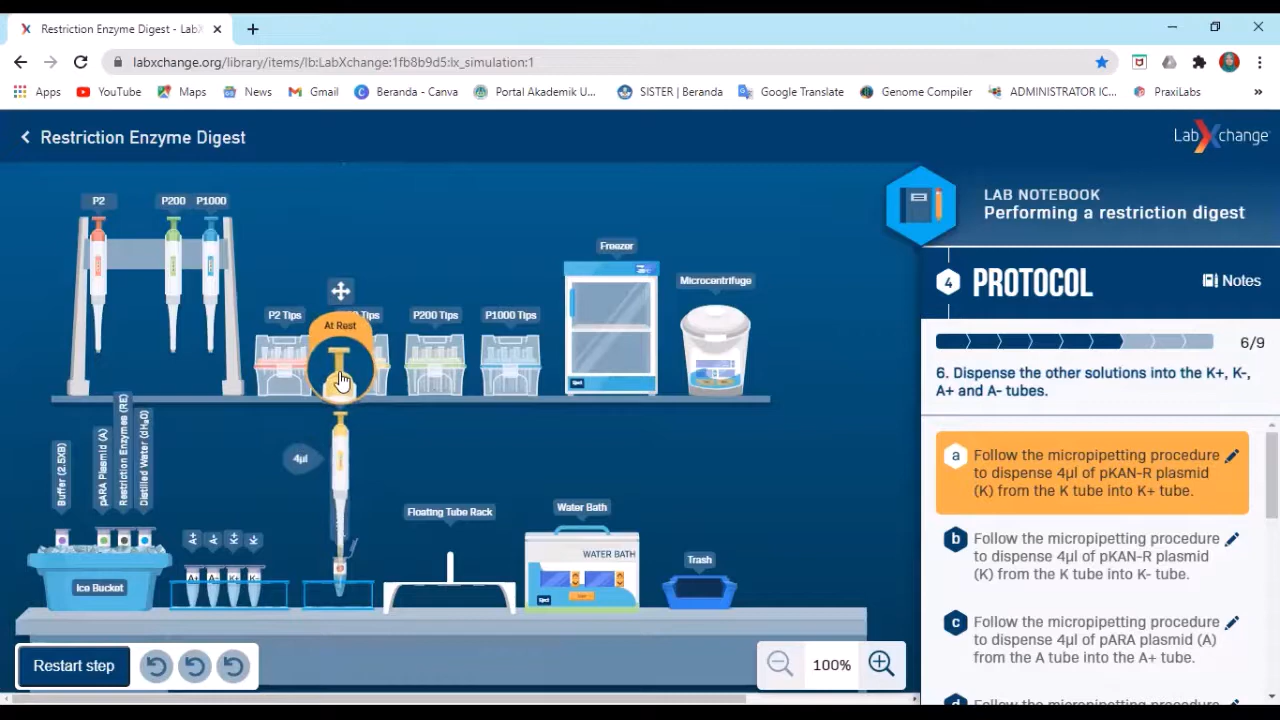 Restriction Enzyme Digest - LabX
labxchange.org/library/items/lb:LabXchange:1fb8b9d5:lx_simulation:1
Apps YouTube Maps News Gmail Beranda - Canva Portal Akademik U... SISTER | Beranda Google Translate Genome Compiler ADMINISTRATOR IC... PraxiLabs »
Restriction Enzyme Digest
LabXchange
P2 P200 P1000
LAB NOTEBOOK
Performing a restriction digest
Freezer
Microcentrifuge
4 PROTOCOL Notes
P2 Tips
P200 Tips P1000 Tips
At Rest
Eject
6/9
6. Dispense the other solutions into the K+, K-,
A+ and A- tubes.
Buffer (2.5XB)
pARA Plasmid (A)
Restriction Enzymes (RE)
Distilled Water (dH₂O)
4µl
a Follow the micropipetting procedure
to dispense 4µl of pKAN-R plasmid
(K) from the K tube into K+ tube.
b Follow the micropipetting procedure
to dispense 4µl of pKAN-R plasmid
(K) from the K tube into K- tube.
c Follow the micropipetting procedure
to dispense 4µl of pARA plasmid (A)
from the A tube into the A+ tube.
d
Floating Tube Rack
Water Bath
WATER BATH
Eject
Trash
Ice Bucket
A+ A- K+ K-
A+ A- K+ K-
Restart step
100%